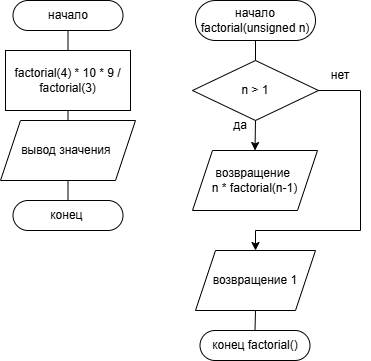 начало
factorial(4) * 10 * 9 /
factorial(3)
вывод значения
конец
начало
factorial(unsigned n)
n > 1
нет
да
возвращение
n * factorial(n-1)
возвращение 1
конец factorial()